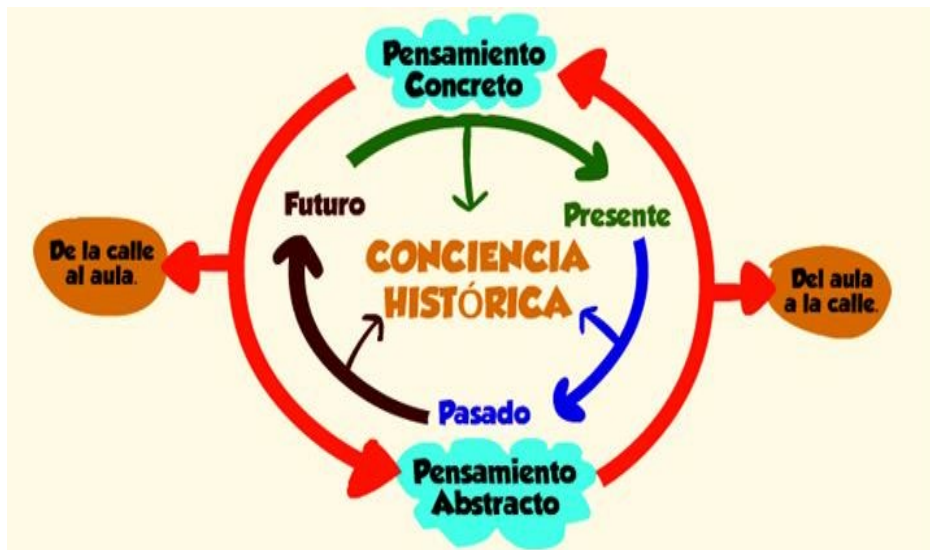 Pensamiento
Concreto
Futuro
Presente
De la calle
al aula.
CONCIENCIA
HISTÓRICA
Del aula
a la calle.
Pasado
Pensamiento
Abstracto